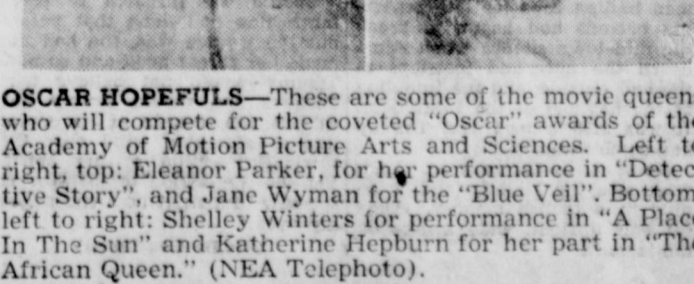 OSCAR HOPEFULS—These are some of the movie queen
who will compete for the coveted "Oscar" awards of th
Academy of Motion Picture Arts and Sciences. Left t
right, top: Eleanor Parker, for her performance in "Detec
tive Story", and Jane Wyman for the "Blue Veil". Bottom
left to right: Shelley Winters for performance in "A Plac
In The Sun" and Katherine Hepburn for her part in "Th
African Queen." (NEA Telephoto).